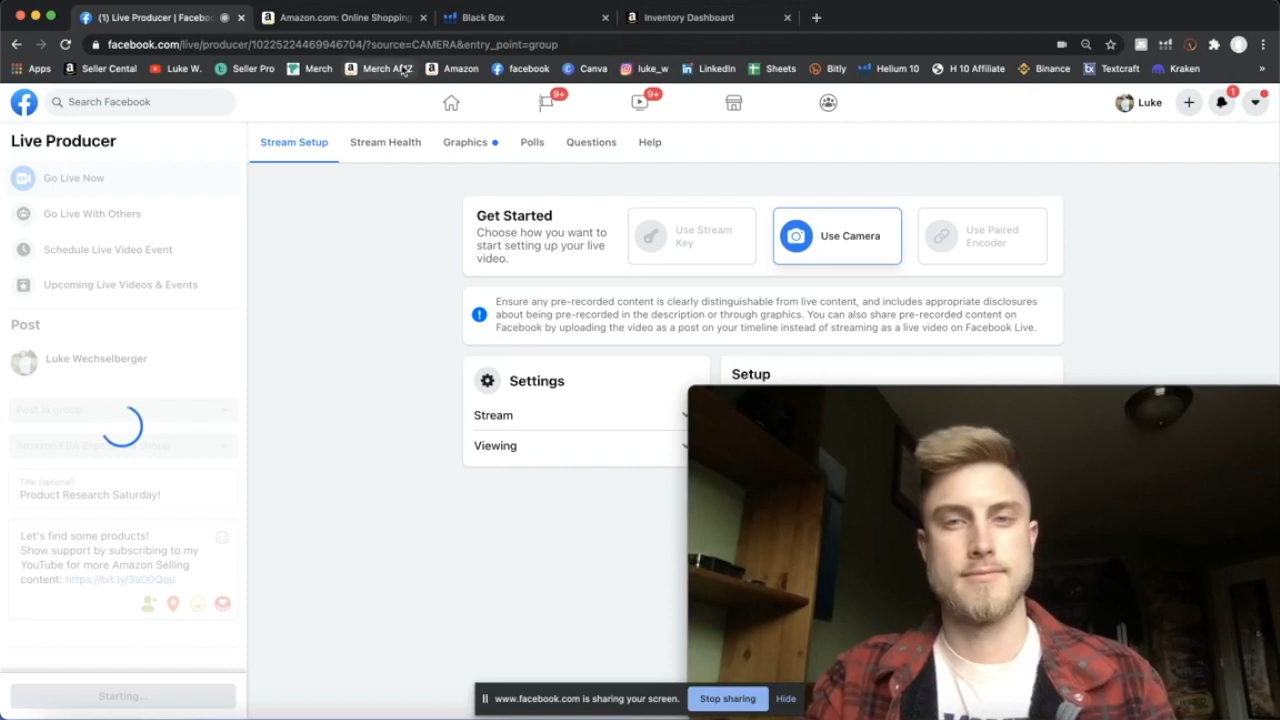 (1) Live Producer | Faceboo
Amazon.com: Online Shopping
Black Box
Inventory Dashboard
facebook.com/live/producer/10225224469946704/?source=CAMERA&entry_point=group
Apps
Seller Cental
Luke W.
Seller Pro
Merch
Merch
Amazon
facebook
Canva
luke_w
LinkedIn
Sheets
Bitly
Helium 10
H 10 Affiliate
Binance
Textcraft
Kraken
»
Search Facebook
9+
9+
Luke
1
Live Producer
Go Live Now
Go Live With Others
Schedule Live Video Event
Upcoming Live Videos & Events
Post
Luke Wechselberger
Post in group
Amazon FBA
Group
Title (optional)
Product Research Saturday!
Let's find some products!
Show support by subscribing to my
YouTube for more Amazon Selling
content: https://bit.ly/3a00Qqu
Starting...
Stream Setup
Stream Health
Graphics
Polls
Questions
Help
Get Started
Choose how you want to
start setting up your live
video.
Use Stream
Key
Use Camera
Use Paired
Encoder
Ensure any pre-recorded content is clearly distinguishable from live content, and includes appropriate disclosures
about being pre-recorded in the description or through graphics. You can also share pre-recorded content on
Facebook by uploading the video as a post on your timeline instead of streaming as a live video on Facebook Live.
Settings
Stream
Viewing
Setup
www.facebook.com is sharing your screen.
Stop sharing
Hide